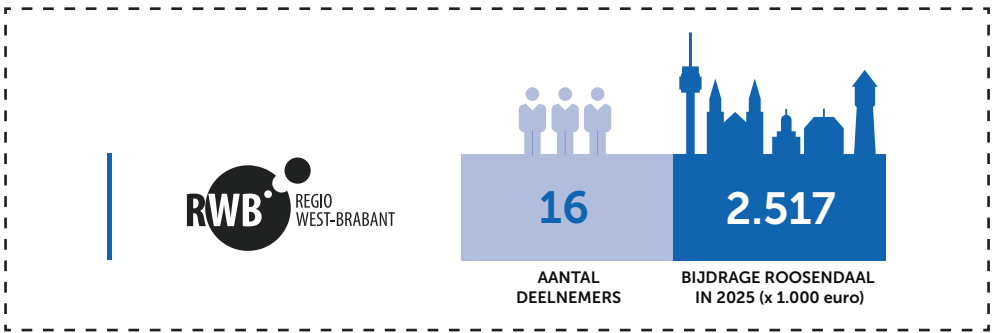 RWB
REGIO
WEST-BRABANT
16
AANTAL
DEELNEMERS
2.517
BIJDRAGE ROOSENDAAL
IN 2025 (x 1.000 euro)